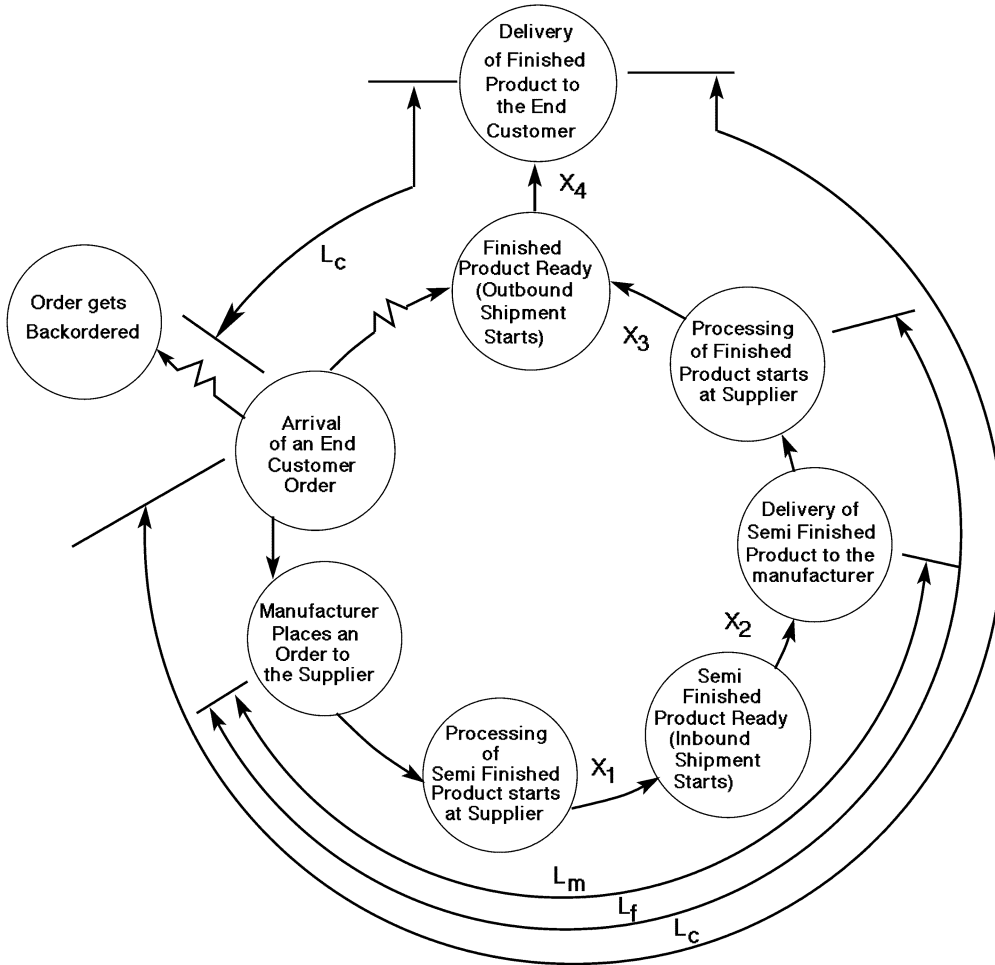 Delivery
of Finished
Product to
the End
Customer
X4
Lc
Finished
Product Ready
(Outbound
Shipment
Starts)
Order gets
Backordered
X3
Processing
of Finished
Product starts
at Supplier
Arrival
of an End
Customer
Order
Delivery of
Semi Finished
Product to the
manufacturer
Manufacturer
Places an
Order to
the Supplier
X2
Semi
Finished
Product Ready
(Inbound
Shipment
Starts)
Processing
of
Semi Finished
Product starts
at Supplier
X1
Lm
Lf
Lc